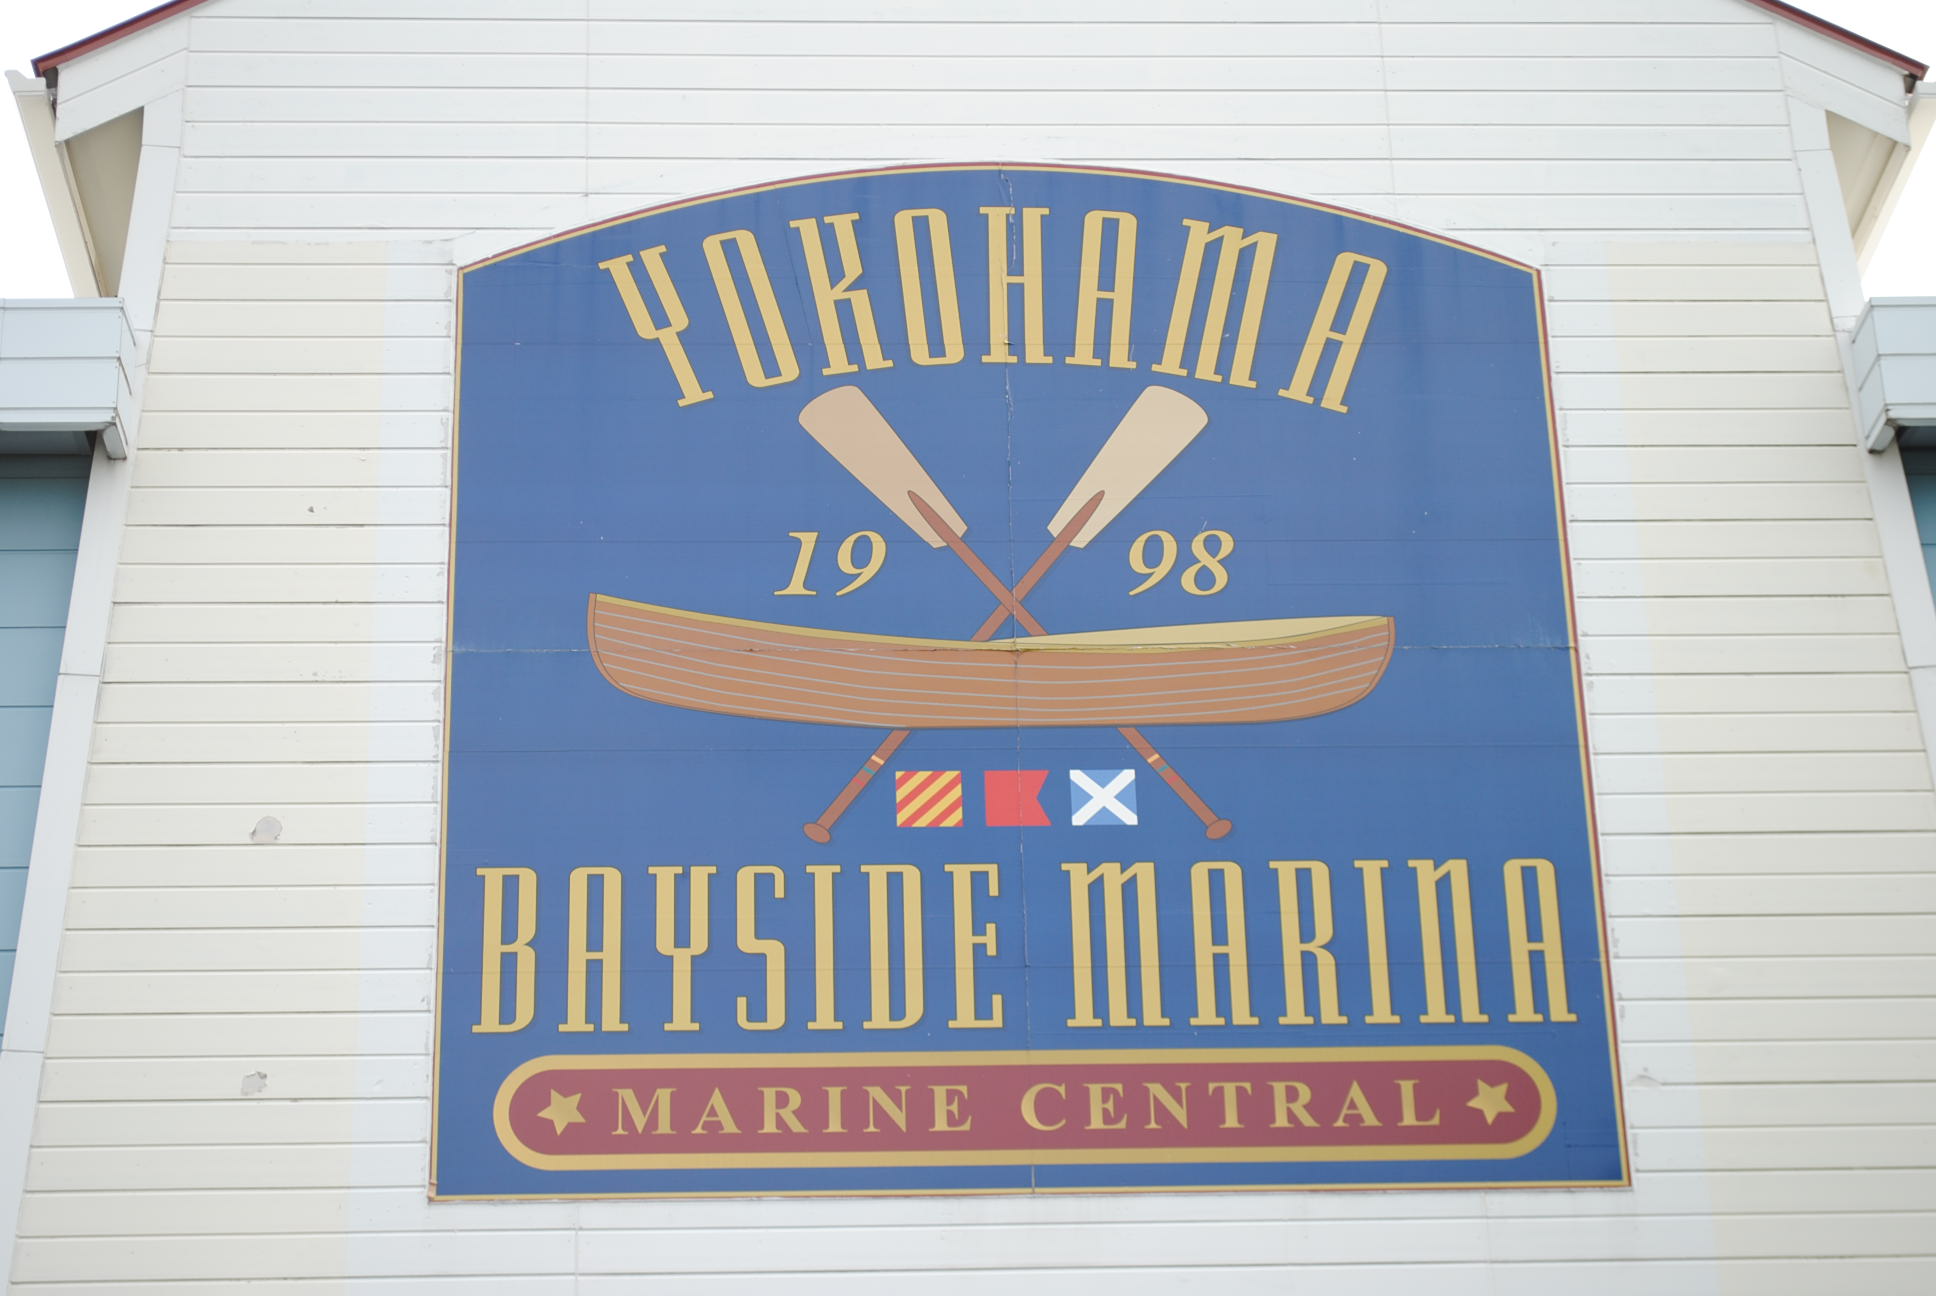 YOKOHAMA
19 98
BAYSIDE MARINA
MARINE CENTRAL